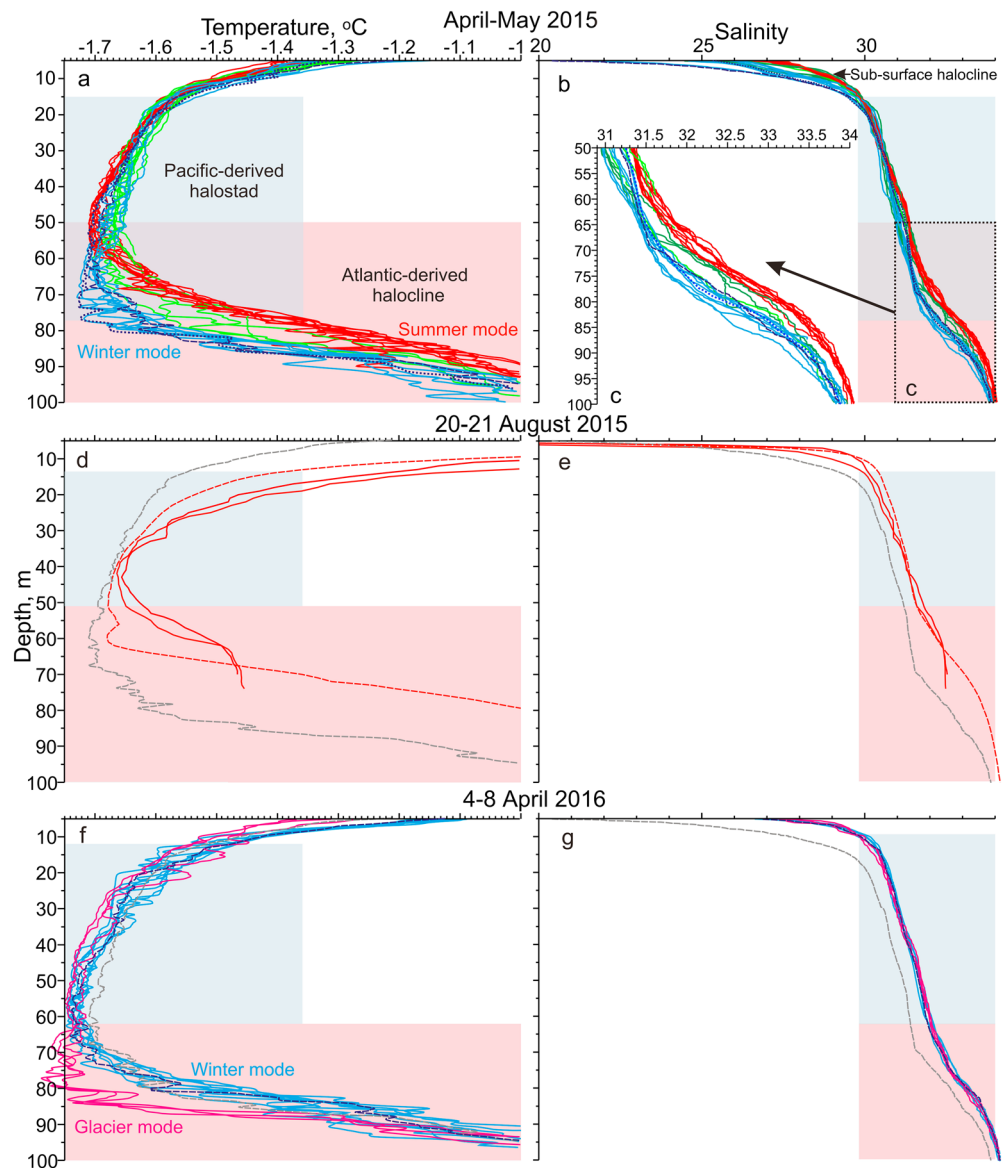 April-May 2015
Temperature, °C
Salinity
-1.7 -1.6 -1.5 -1.4 -1.3 -1.2 -1.1 -1
20 25 30
a
b
Sub-surface halocline
10
20
30
40
50
60
70
80
90
100
Pacific-derived
halostad
Atlantic-derived
halocline
Summer mode
Winter mode
31 31.5 32 32.5 33 33.5 34
50
55
60
65
70
75
80
85
90
95
100
c
C
20-21 August 2015
d
e
10
20
30
40
50
60
70
80
90
100
Depth, m
4-8 April 2016
f
g
10
20
30
40
50
60
70
80
90
100
Winter mode
Glacier mode